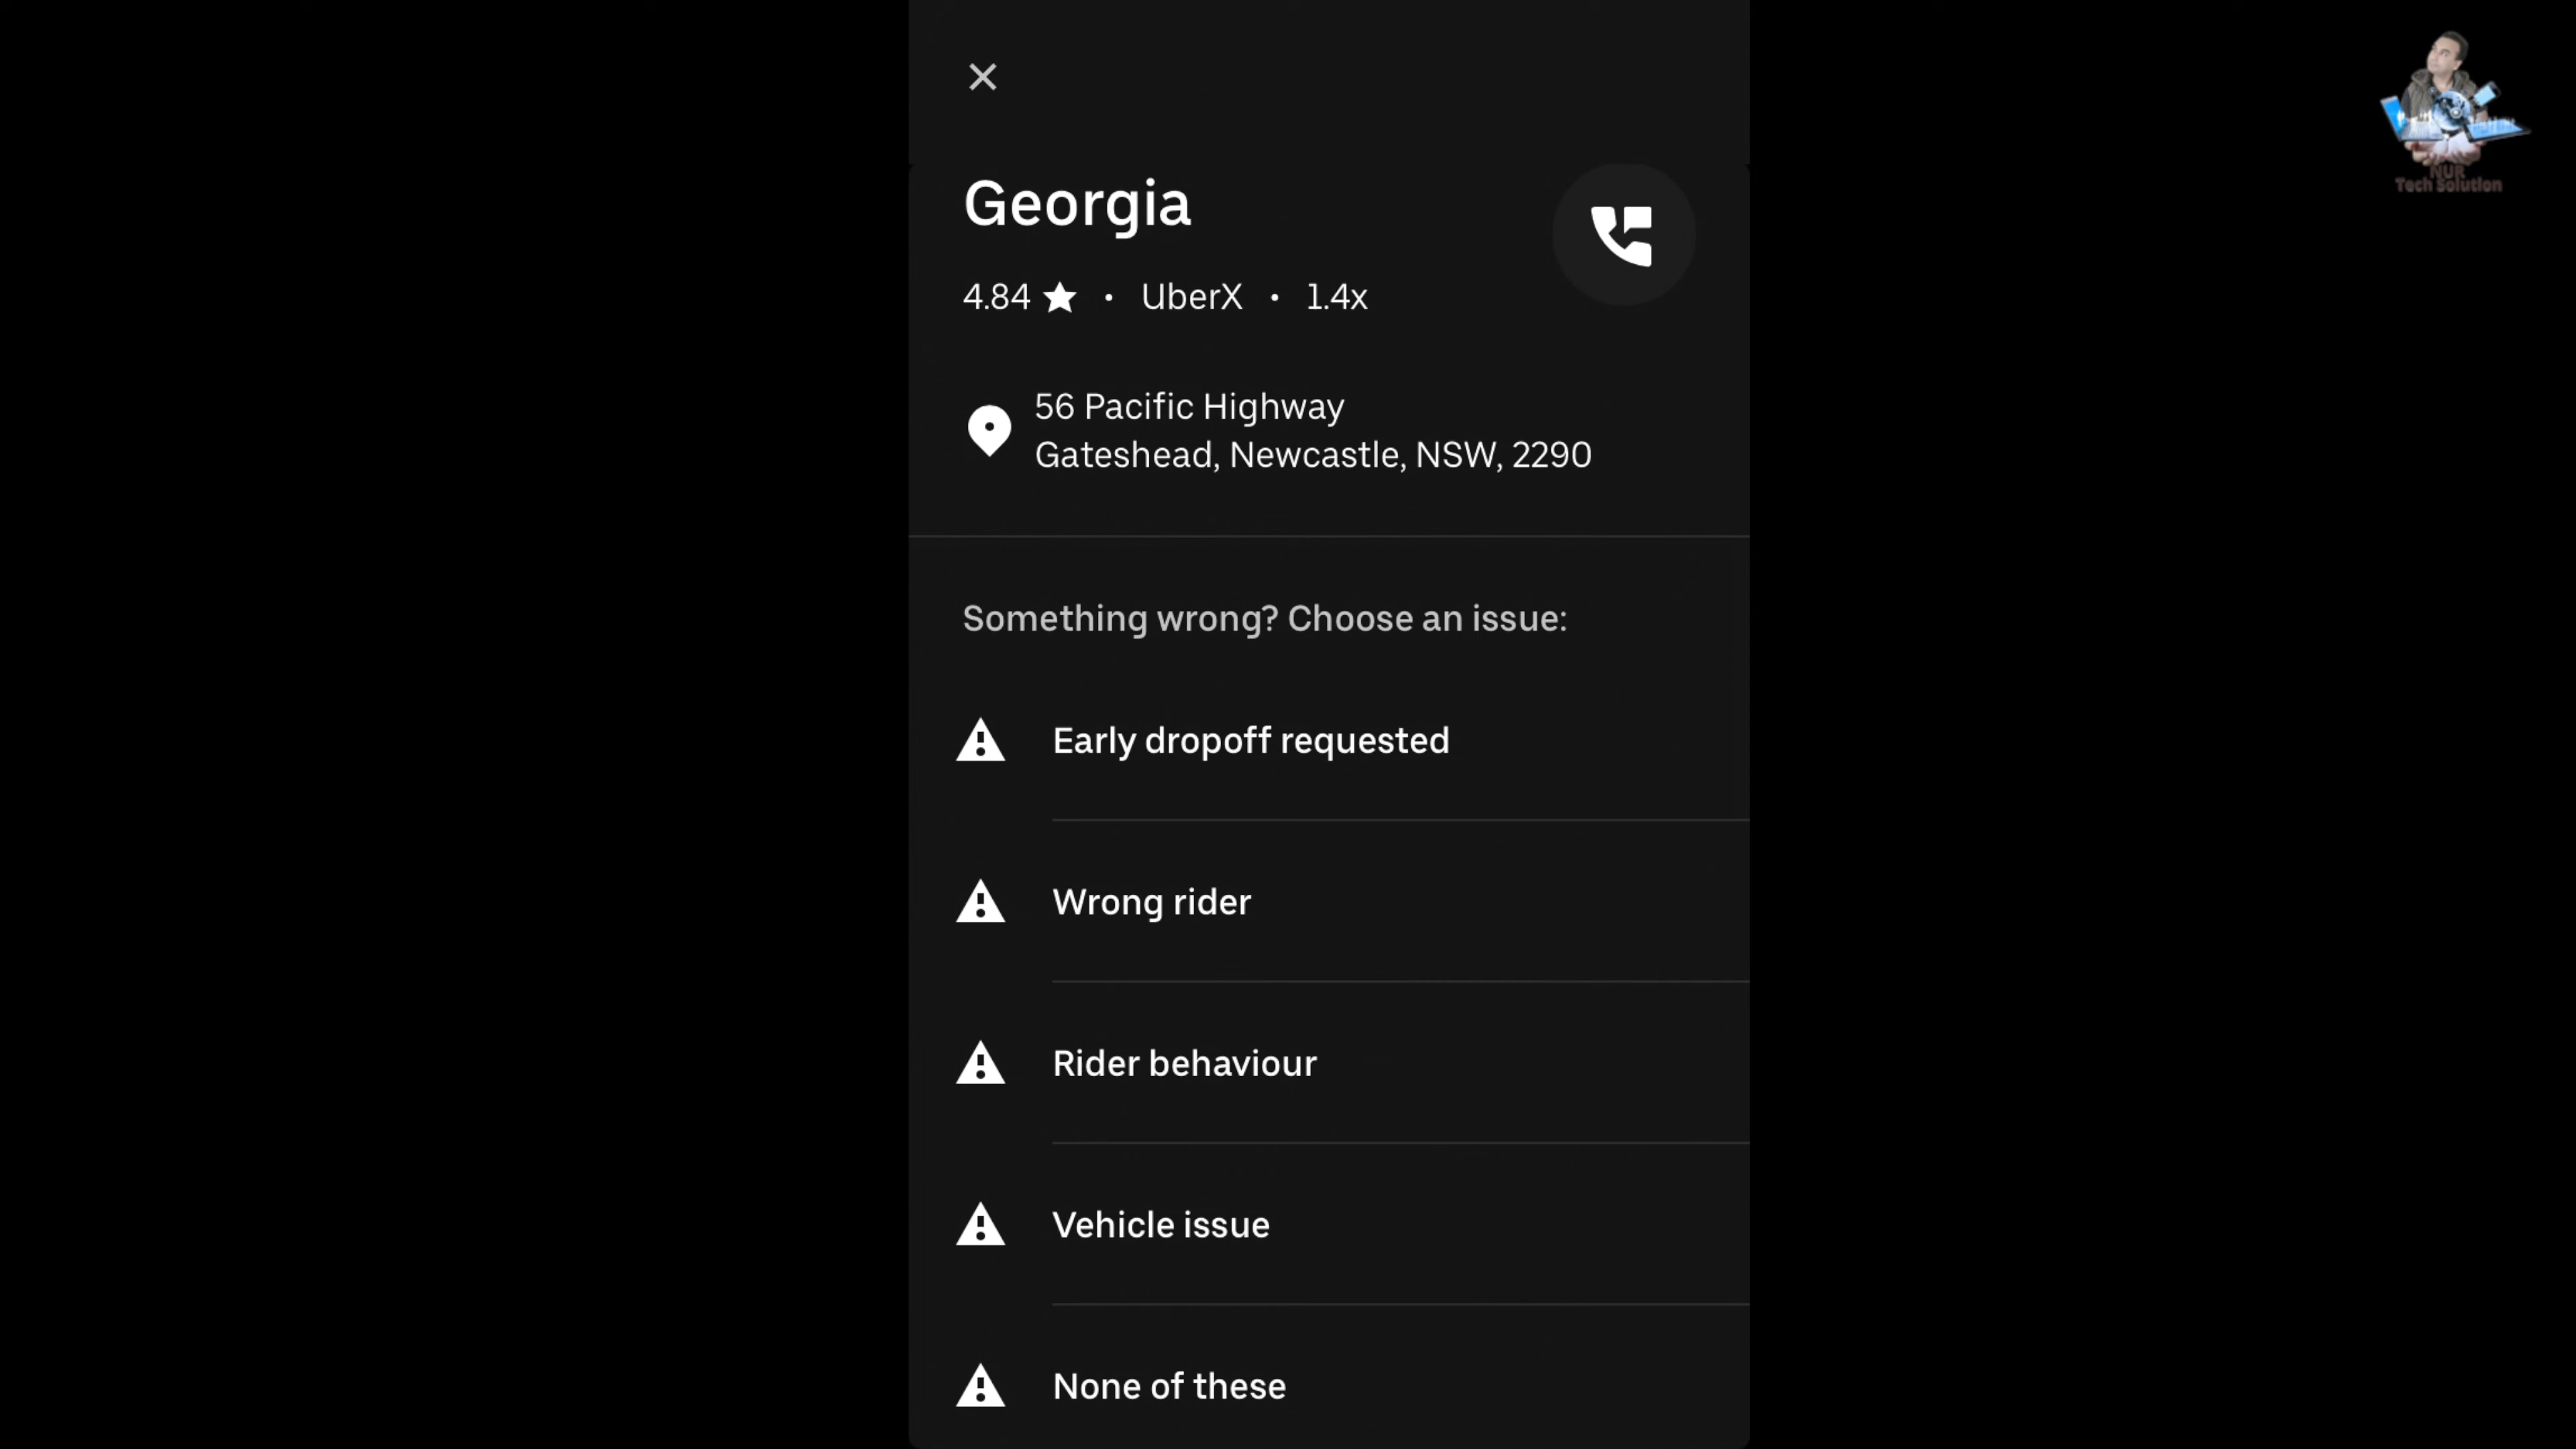 Georgia
4.84 ★ • UberX • 1.4x
56 Pacific Highway
Gateshead, Newcastle, NSW, 2290
Something wrong? Choose an issue:
Early dropoff requested
Wrong rider
Rider behaviour
Vehicle issue
None of these
NUR
Tech Solution